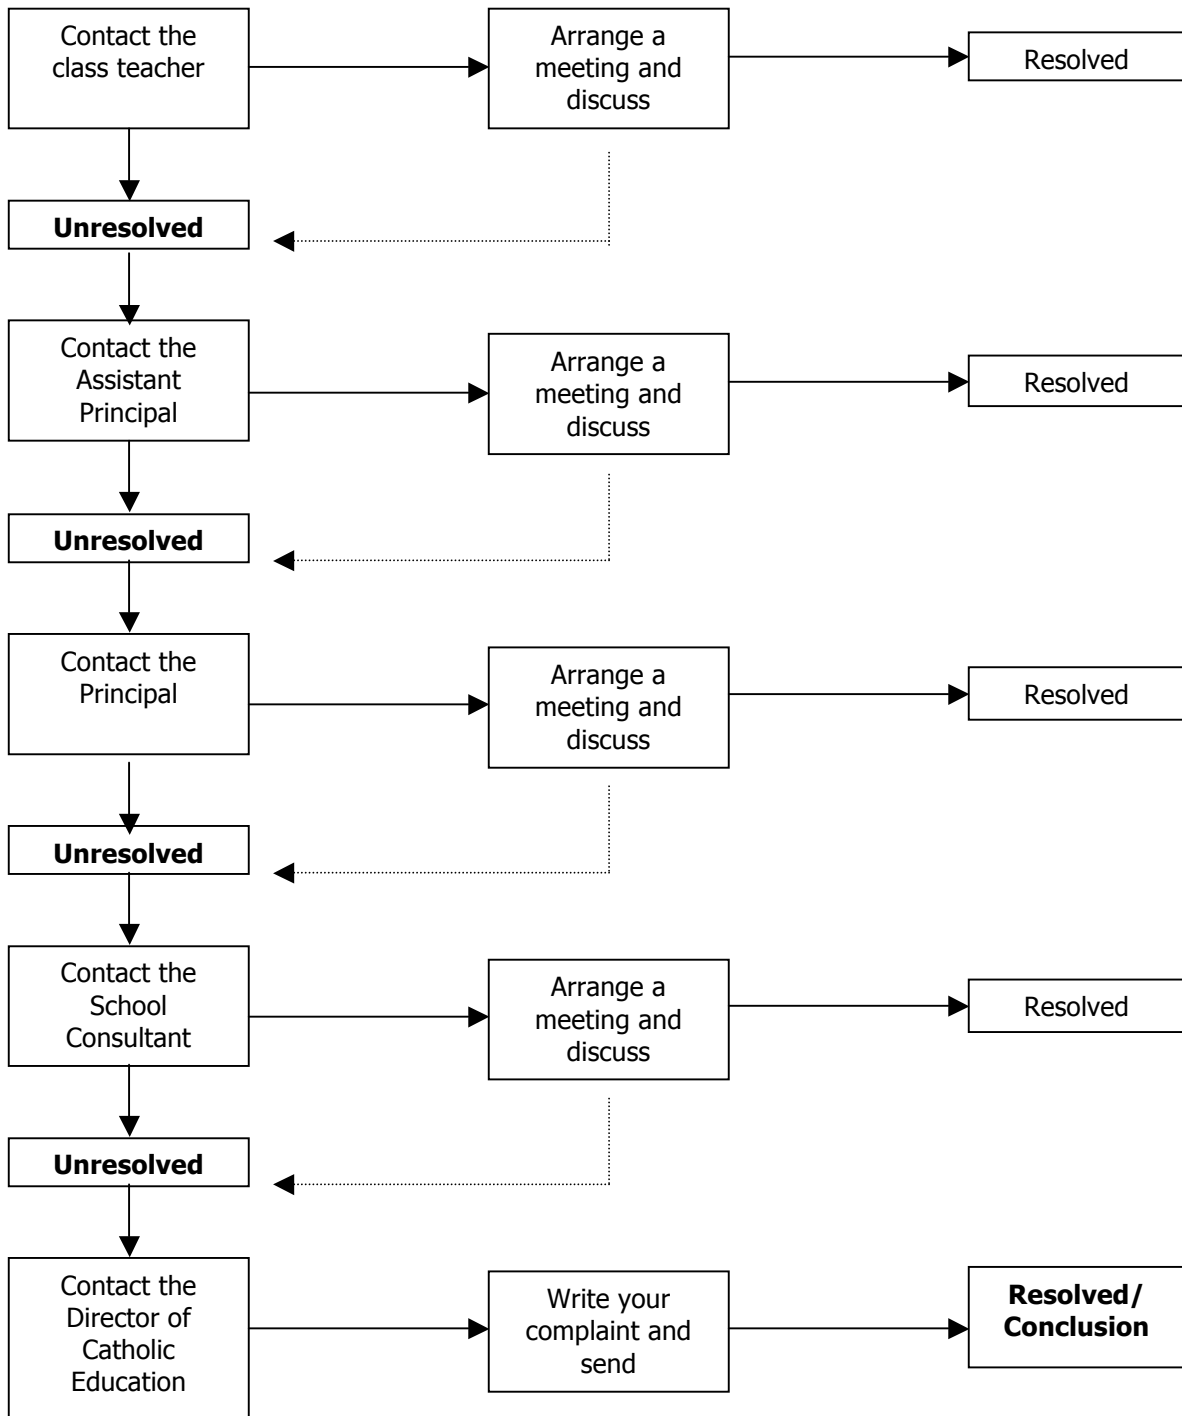 Contact the
class teacher
Arrange a
meeting and
discuss
Resolved
Unresolved
Contact the
Assistant
Principal
Arrange a
meeting and
discuss
Resolved
Unresolved
Contact the
Principal
Arrange a
meeting and
discuss
Resolved
Unresolved
Contact the
School
Consultant
Arrange a
meeting and
discuss
Resolved
Unresolved
Contact the
Director of
Catholic
Education
Write your
complaint and
send
Resolved/
Conclusion